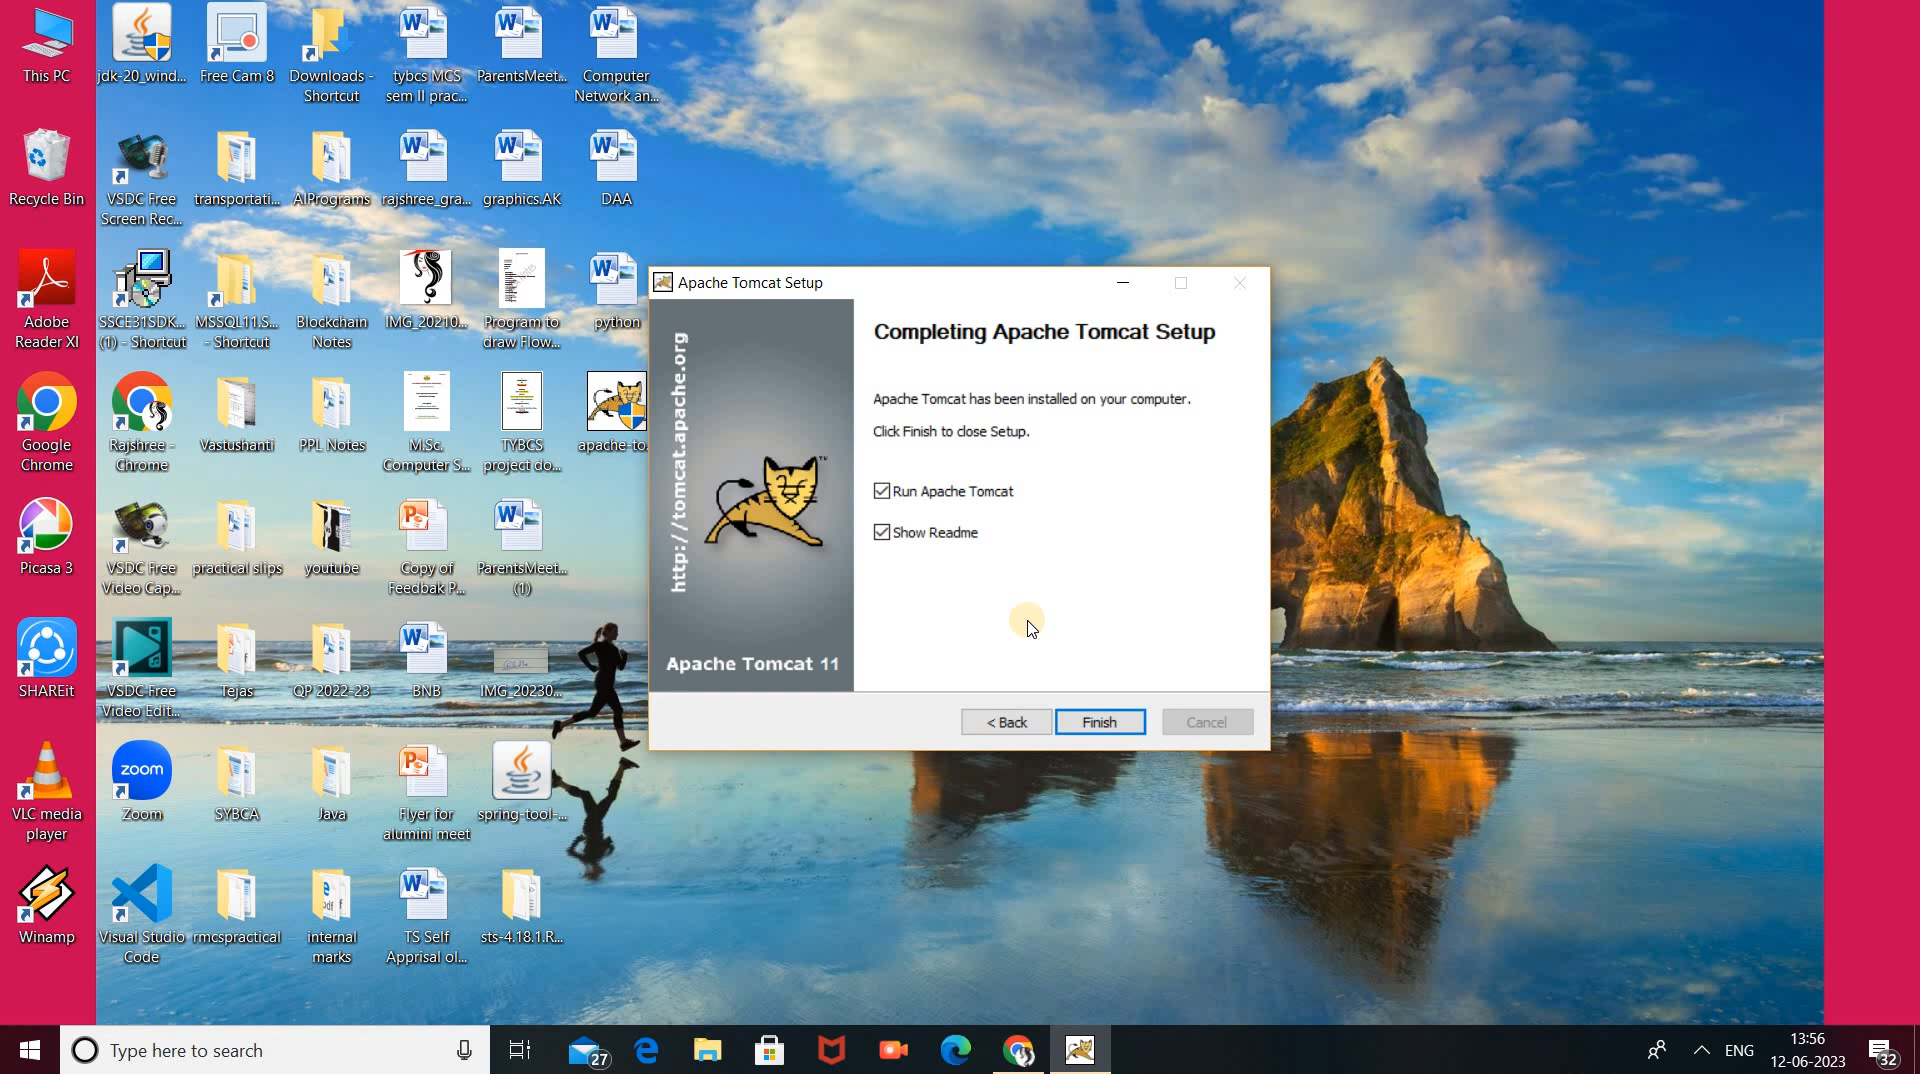 This PC
jdk-20_wind...
Free Cam 8
Downloads -
Shortcut
tybcs MCS
sem II prac...
ParentsMeet...
Computer
Network an...
Recycle Bin
VSDC Free
Screen Rec...
transportati...
AIPrograms
rajshree_gra...
graphics.AK
DAA
Adobe
Reader XI
SSCE31SDK...
(1) - Shortcut
MSSQL11.S...
- Shortcut
Blockchain
Notes
IMG_20210...
Program to
draw Flow...
python
Google
Chrome
Rajshree -
Chrome
Vastushanti
PPL Notes
M.Sc.
Computer S...
TYBCS
project do...
apache-to...
Picasa 3
VSDC Free
Video Cap...
practical slips
youtube
Copy of
Feedbak P...
ParentsMeet...
(1)
SHAREit
VSDC Free
Video Edit...
Tejas
QP 2022-23
BNB
IMG_20230...
VLC media
player
zoom
Zoom
SYBCA
Java
Flyer for
alumini meet
spring-tool-...
Winamp
Visual Studio
Code
rmcspractical
internal
marks
TS Self
Apprisal ol...
sts-4.18.1.R...
Apache Tomcat Setup
http://tomcat.apache.org
TM
Apache Tomcat 11
Completing Apache Tomcat Setup
Apache Tomcat has been installed on your computer.
Click Finish to close Setup.
Run Apache Tomcat
Show Readme
< Back
Finish
Cancel
Type here to search
27
ENG
13:56
12-06-2023
32